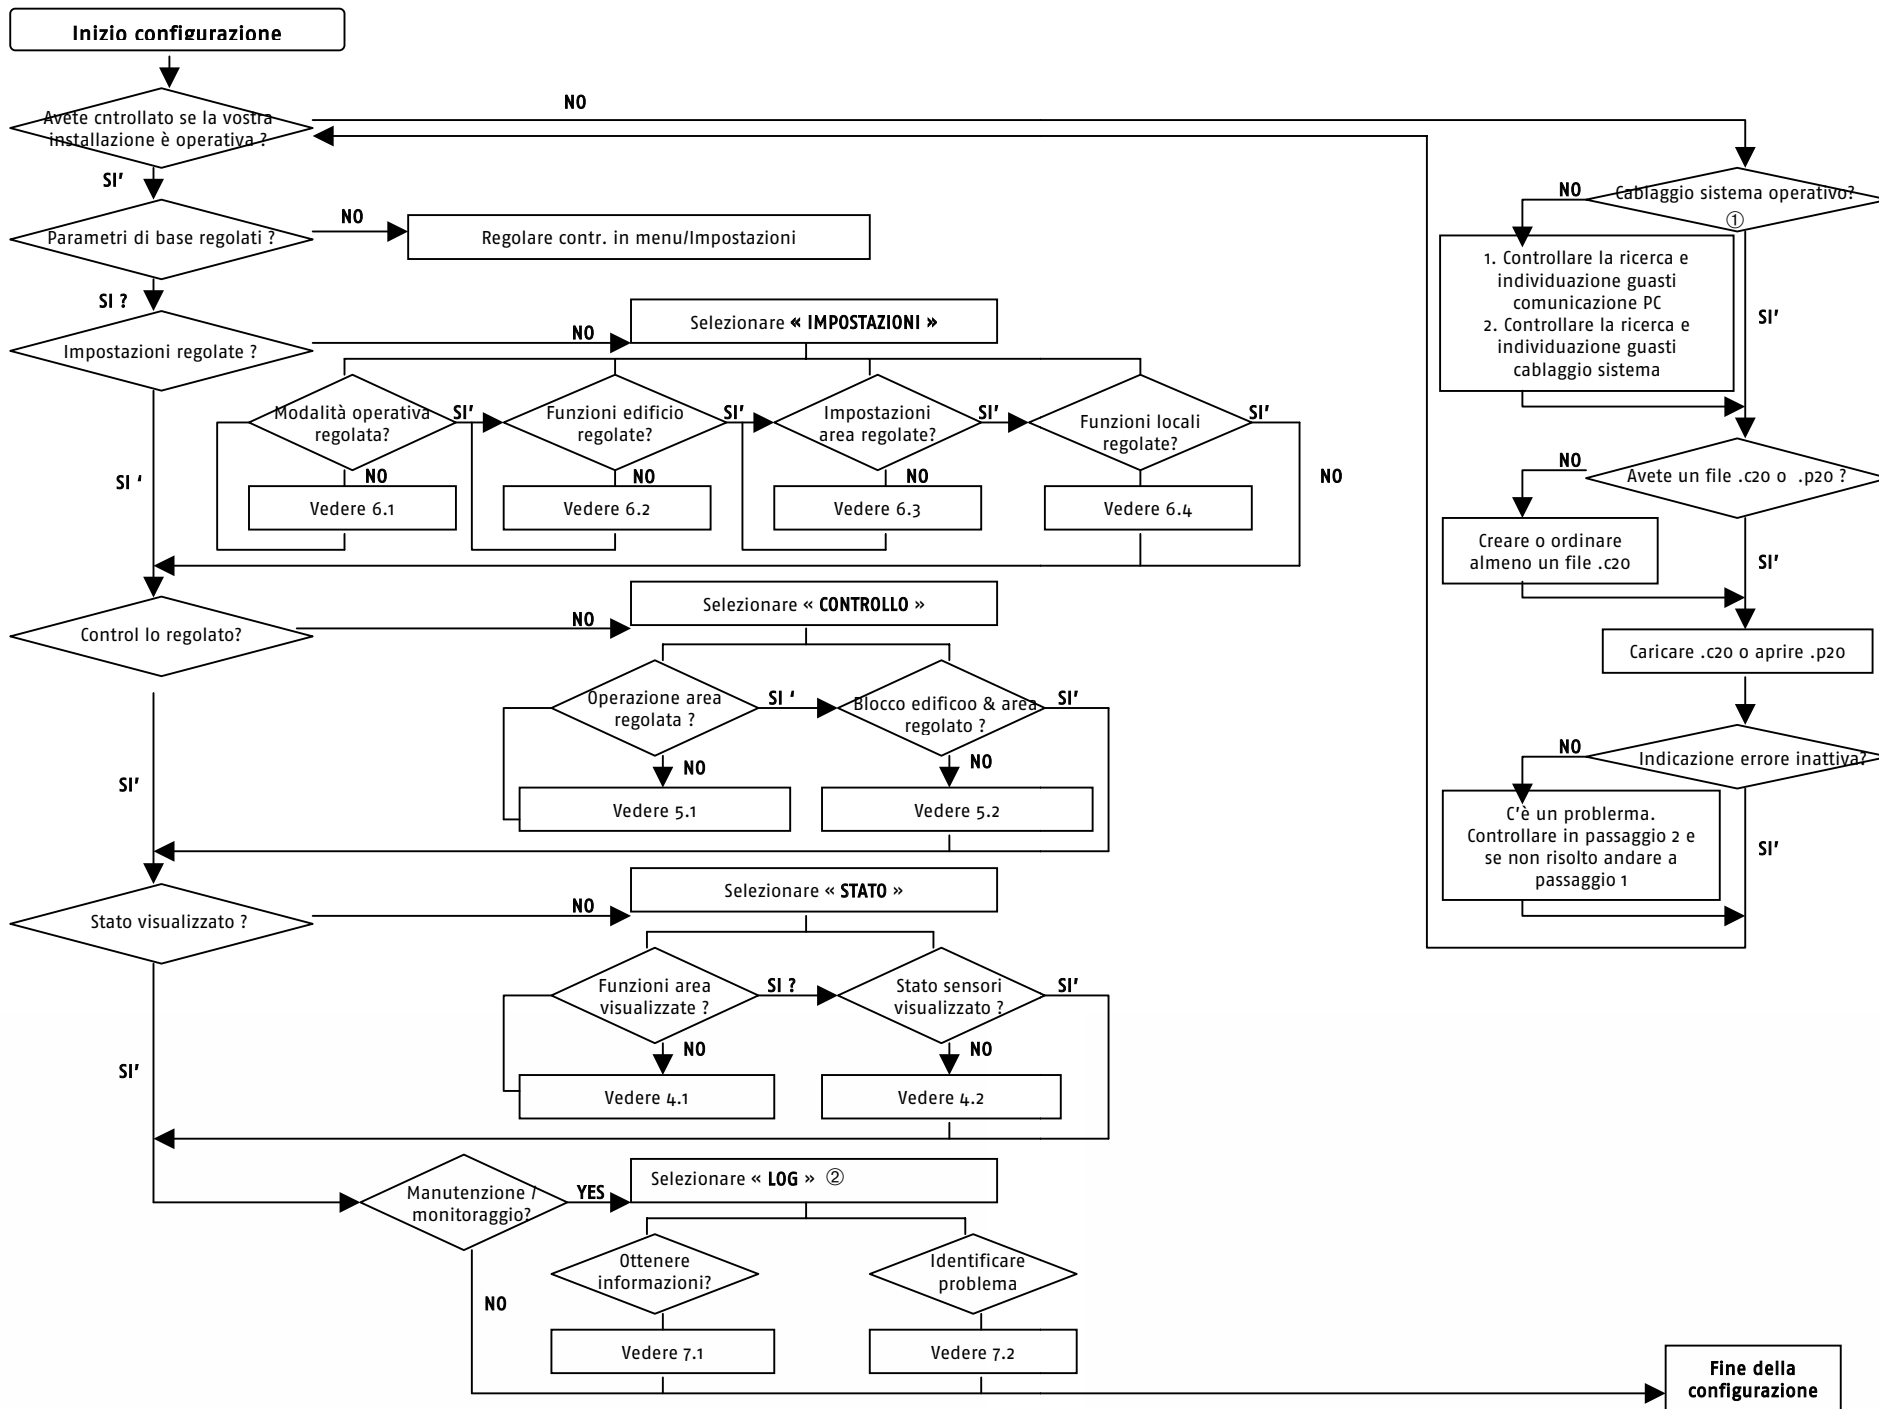 Inizio configurazione
NO
Avete cntrollato se la vostra
installazione è operativa ?
SI'
NO
Cablaggio sistema operativo?
①
Parametri di base regolati ?
NO
Regolare contr. in menu/Impostazioni
1. Controllare la ricerca e
individuazione guasti
comunicazione PC
2. Controllare la ricerca e
individuazione guasti
cablaggio sistema
SI'
SI ?
Impostazioni regolate ?
NO
Selezionare « IMPOSTAZIONI »
Modalità operativa
regolata?
SI'
Funzioni edificio
regolate?
SI'
Impostazioni
area regolate?
SI'
Funzioni locali
regolate?
SI'
NO
NO
NO
NO
SI '
Vedere 6.1
Vedere 6.2
Vedere 6.3
Vedere 6.4
NO
Avete un file .c20 o .p20 ?
Creare o ordinare
almeno un file .c20
SI'
Control lo regolato?
NO
Selezionare « CONTROLLO »
Caricare .c20 o aprire .p20
Operazione area
regolata ?
SI '
Blocco edificoo & area
regolato ?
SI'
NO
NO
SI'
Vedere 5.1
Vedere 5.2
NO
Indicazione errore inattiva?
C'è un problerma.
Controllare in passaggio 2 e
se non risolto andare a
passaggio 1
SI'
Stato visualizzato ?
NO
Selezionare « STATO »
Funzioni area
visualizzate ?
SI ?
Stato sensori
visualizzato ?
SI'
NO
NO
SI'
Vedere 4.1
Vedere 4.2
Manutenzione /
monitoraggio?
YES
Selezionare « LOG » ②
Ottenere
informazioni?
Identificare
problema
NO
Vedere 7.1
Vedere 7.2
Fine della
configurazione